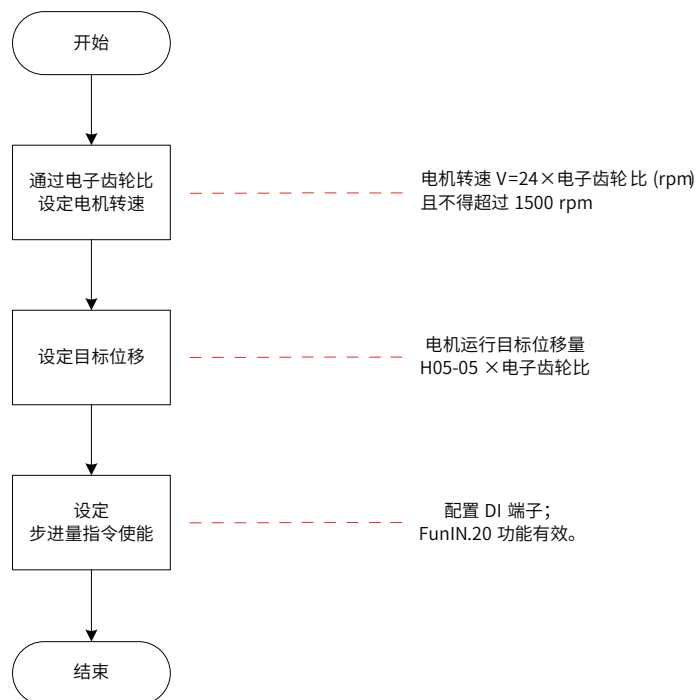 开始
通过电子齿轮比
设定电机转速
电机转速 V=24×电子齿轮比 (rpm)
且不得超过 1500 rpm
设定目标位移
电机运行目标位移量
H05-05 ×电子齿轮比
设定
步进量指令使能
配置 DI 端子；
FunIN.20 功能有效。
结束